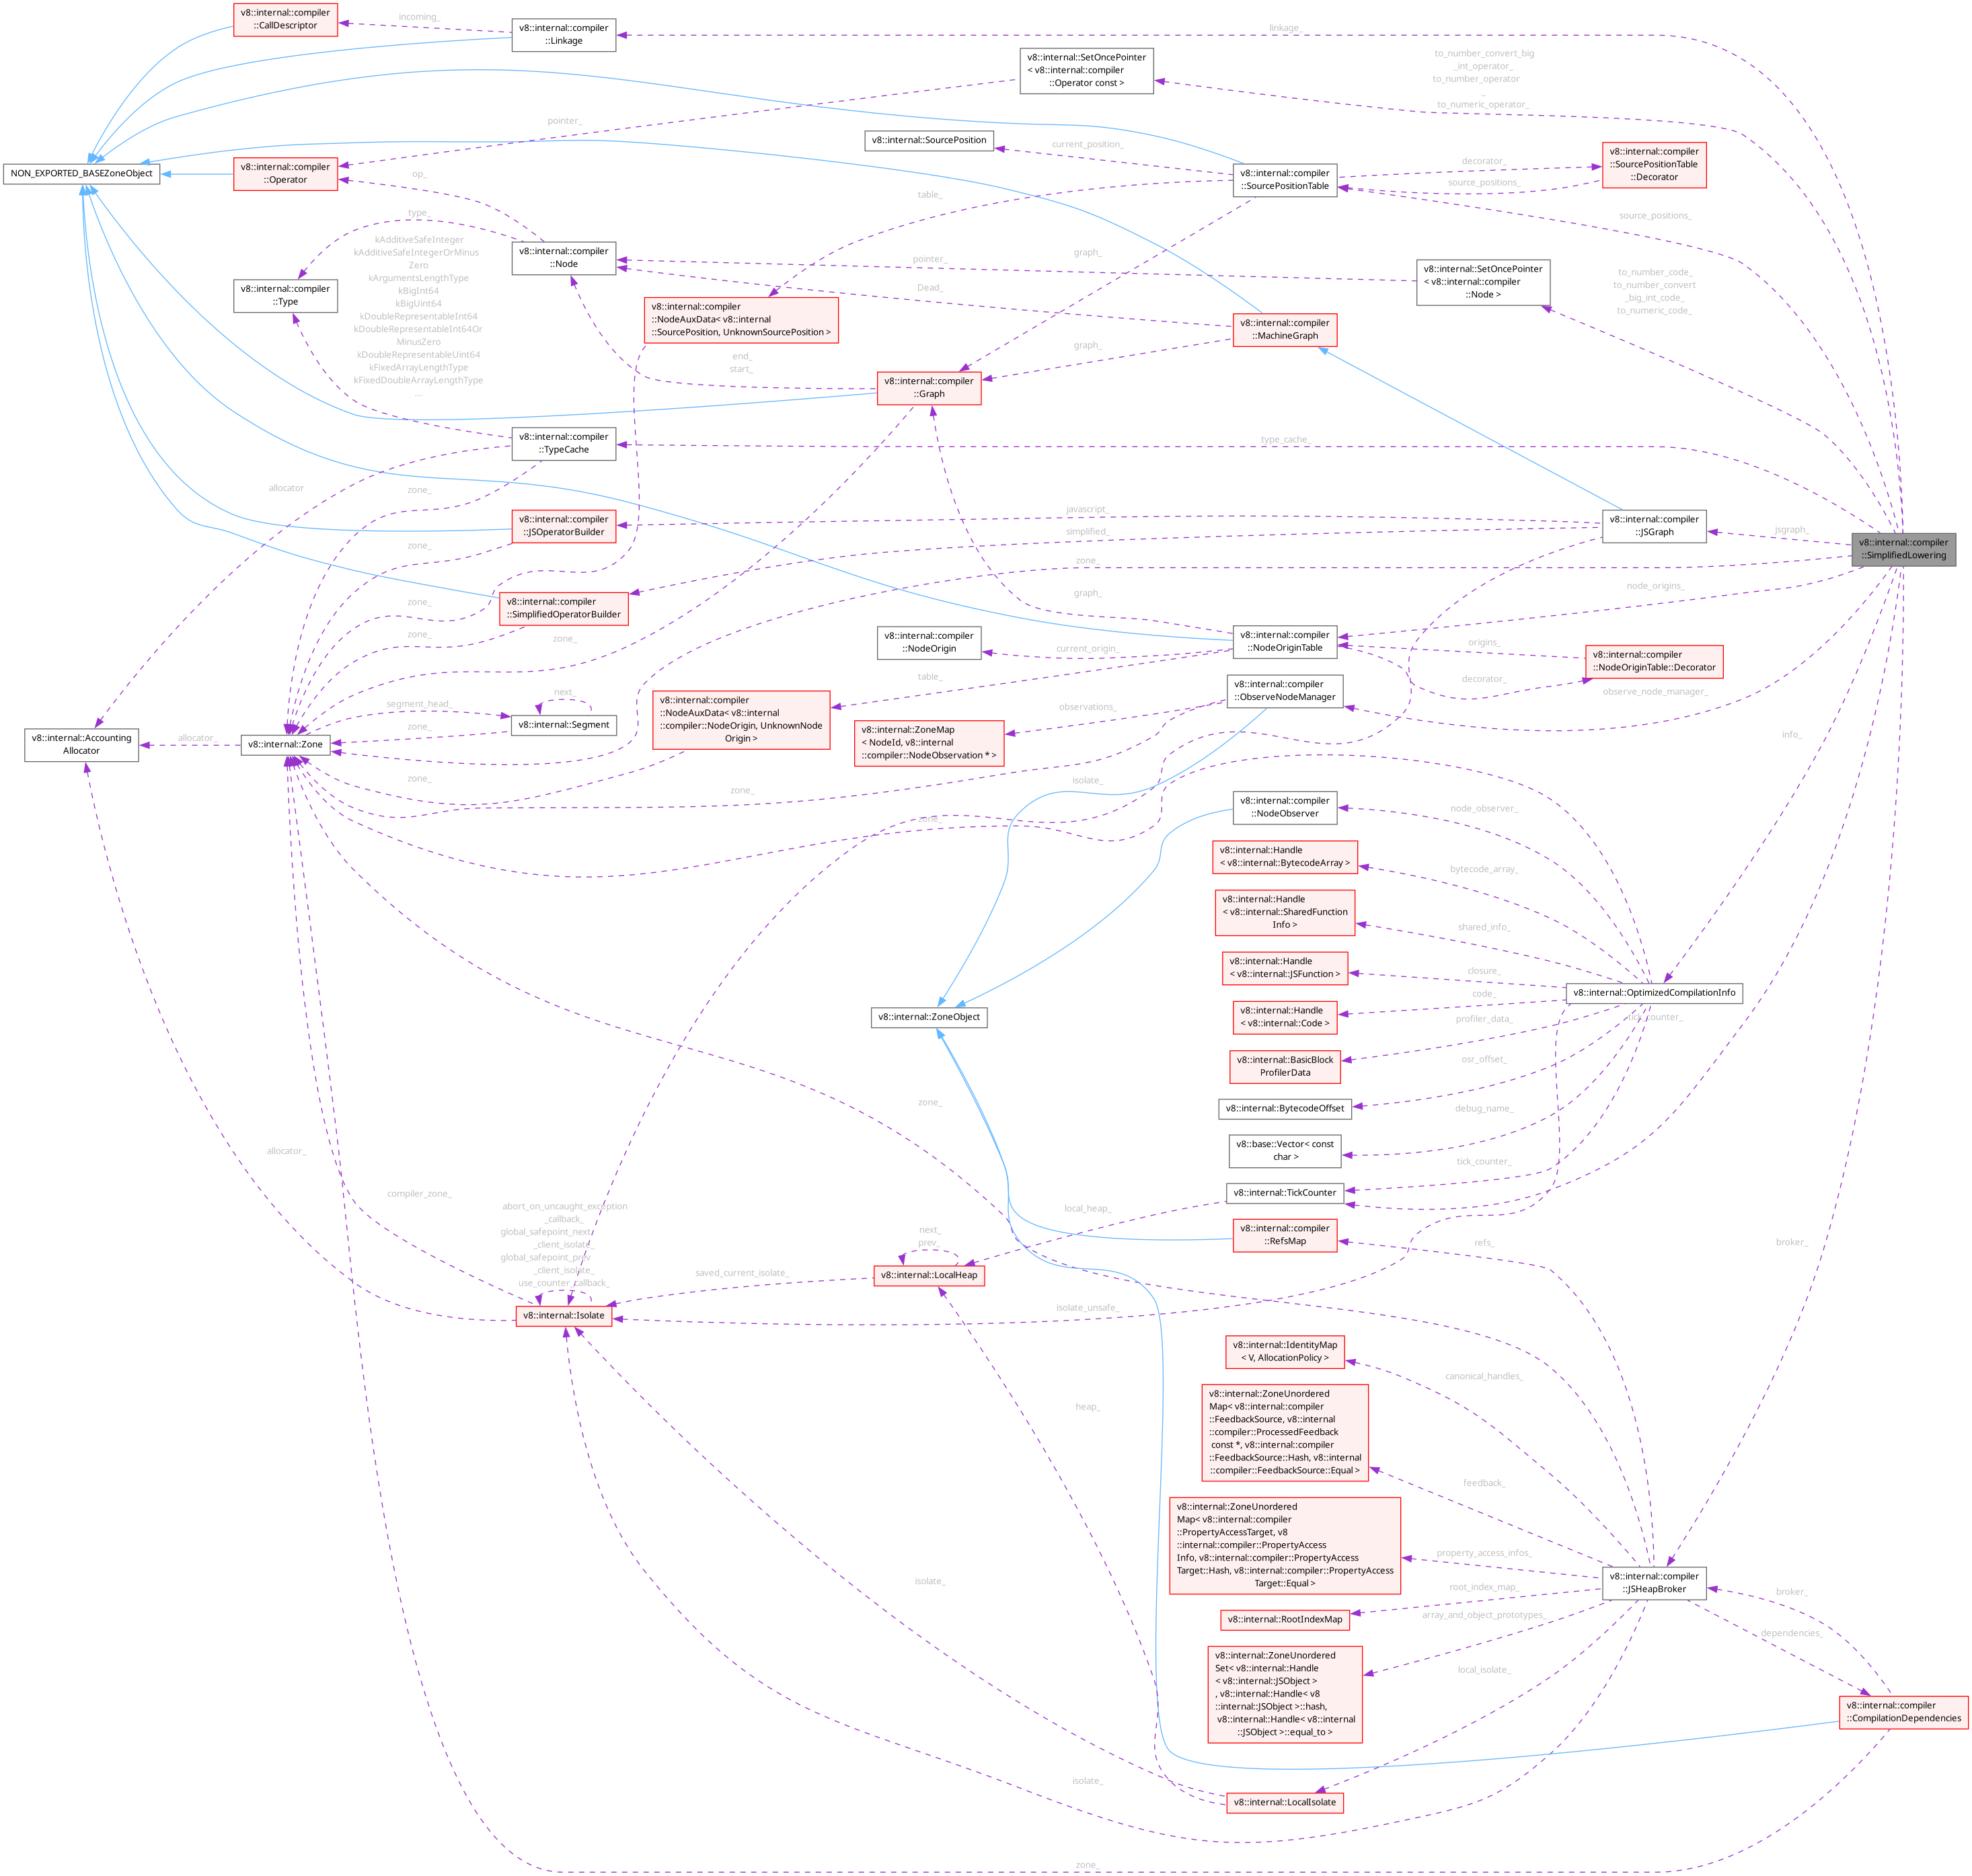 v8::internal::compiler
::CallDescriptor
incoming_
v8::internal::compiler
::Linkage
linkage_
v8::internal::SetOncePointer
< v8::internal::compiler
::Operator const >
to_number_convert_big
_int_operator_
to_number_operator
_
to_numeric_operator_
pointer_
v8::internal::SourcePosition
current_position_
v8::internal::compiler
::SourcePositionTable
decorator_
source_positions_
v8::internal::compiler
::SourcePositionTable
::Decorator
NON_EXPORTED_BASEZoneObject
v8::internal::compiler
::Operator
op_
table_
source_positions_
type_
v8::internal::compiler
::Node
graph_
pointer_
v8::internal::SetOncePointer
< v8::internal::compiler
::Node >
to_number_code_
to_number_convert
_big_int_code_
to_numeric_code_
v8::internal::compiler
::Type
kAdditiveSafeInteger
kAdditiveSafeIntegerOrMinus
Zero
kArgumentsLengthType
kBigInt64
kBigUint64
kDoubleRepresentableInt64
kDoubleRepresentableInt64Or
MinusZero
kDoubleRepresentableUint64
kFixedArrayLengthType
kFixedDoubleArrayLengthType
...
Dead_
v8::internal::compiler
::NodeAuxData< v8::internal
::SourcePosition, UnknownSourcePosition >
v8::internal::compiler
::MachineGraph
graph_
end_
start_
v8::internal::compiler
::Graph
v8::internal::compiler
::TypeCache
type_cache_
allocator
zone_
v8::internal::compiler
::JSOperatorBuilder
javascript_
v8::internal::compiler
::JSGraph
jsgraph_
v8::internal::compiler
::SimplifiedLowering
simplified_
zone_
zone_
v8::internal::compiler
::SimplifiedOperatorBuilder
zone_
zone_
zone_
graph_
node_origins_
v8::internal::compiler
::NodeOrigin
current_origin_
v8::internal::compiler
::NodeOriginTable
origins_
decorator_
v8::internal::compiler
::NodeOriginTable::Decorator
table_
v8::internal::compiler
::ObserveNodeManager
observe_node_manager_
segment_head_
next_
v8::internal::Segment
zone_
v8::internal::compiler
::NodeAuxData< v8::internal
::compiler::NodeOrigin, UnknownNode
Origin >
observations_
v8::internal::ZoneMap
< NodeId, v8::internal
::compiler::NodeObservation * >
v8::internal::Accounting
Allocator
allocator_
v8::internal::Zone
info_
zone_
zone_
isolate_
zone_
v8::internal::compiler
::NodeObserver
node_observer_
v8::internal::Handle
< v8::internal::BytecodeArray >
bytecode_array_
v8::internal::Handle
< v8::internal::SharedFunction
Info >
shared_info_
v8::internal::Handle
< v8::internal::JSFunction >
closure_
v8::internal::OptimizedCompilationInfo
v8::internal::ZoneObject
v8::internal::Handle
< v8::internal::Code >
code_
tick_counter_
v8::internal::BasicBlock
ProfilerData
profiler_data_
osr_offset_
v8::internal::BytecodeOffset
zone_
debug_name_
v8::base::Vector< const
char >
allocator_
tick_counter_
v8::internal::TickCounter
compiler_zone_
abort_on_uncaught_exception
_callback_
global_safepoint_next
_client_isolate_
global_safepoint_prev
_client_isolate_
use_counter_callback_
local_heap_
v8::internal::compiler
::RefsMap
refs_
broker_
next_
prev_
v8::internal::LocalHeap
saved_current_isolate_
v8::internal::Isolate
isolate_unsafe_
v8::internal::IdentityMap
< V, AllocationPolicy >
canonical_handles_
heap_
v8::internal::ZoneUnordered
Map< v8::internal::compiler
::FeedbackSource, v8::internal
::compiler::ProcessedFeedback
const *, v8::internal::compiler
::FeedbackSource::Hash, v8::internal
::compiler::FeedbackSource::Equal >
feedback_
v8::internal::ZoneUnordered
Map< v8::internal::compiler
::PropertyAccessTarget, v8
::internal::compiler::PropertyAccess
Info, v8::internal::compiler::PropertyAccess
Target::Hash, v8::internal::compiler::PropertyAccess
Target::Equal >
property_access_infos_
v8::internal::compiler
::JSHeapBroker
isolate_
root_index_map_
v8::internal::RootIndexMap
broker_
array_and_object_prototypes_
dependencies_
v8::internal::ZoneUnordered
Set< v8::internal::Handle
< v8::internal::JSObject >
, v8::internal::Handle< v8
::internal::JSObject >::hash,
v8::internal::Handle< v8::internal
::JSObject >::equal_to >
local_isolate_
v8::internal::compiler
::CompilationDependencies
isolate_
v8::internal::LocalIsolate
zone_